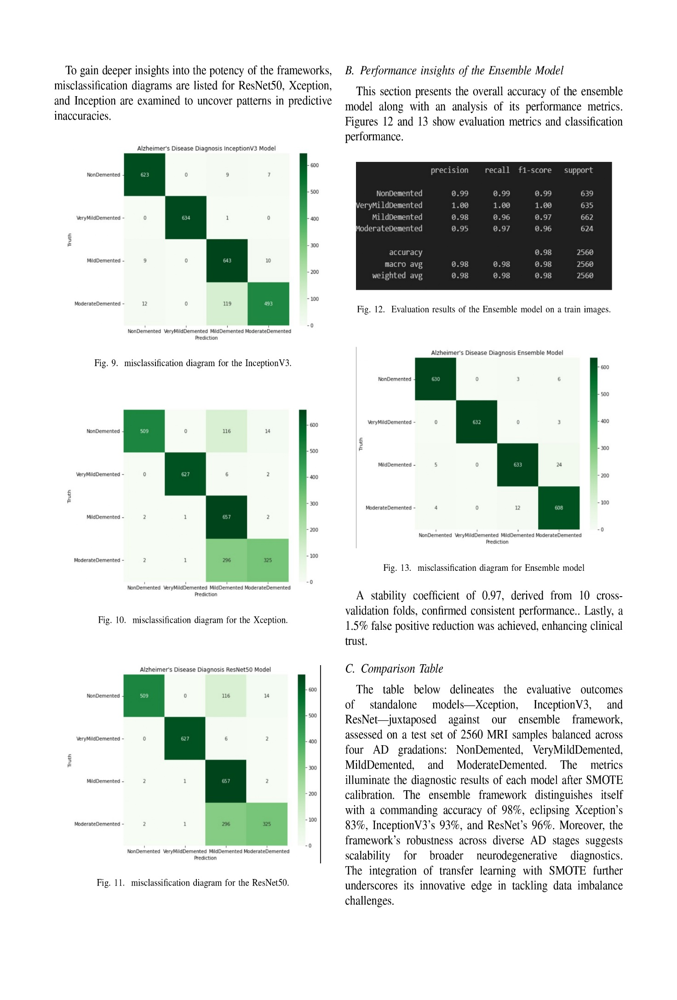 To gain deeper insights into the potency of the frameworks,
misclassification diagrams are listed for ResNet50, Xception,
and Inception are examined to uncover patterns in predictive
inaccuracies.
Alzheimer's Disease Diagnosis InceptionV3 Model
NonDemented 623 0 9 7
VeryMildDemented 0 634 1 0
MildDemented 9 0 643 10
ModerateDemented 12 0 119 493
Truth
NonDemented VeryMildDemented MildDemented ModerateDemented
Prediction
600
500
400
300
200
100
0
Fig. 9. misclassification diagram for the InceptionV3.
NonDemented 509 0 116 14
VeryMildDemented 0 627 6 2
MildDemented 2 1 657 2
ModerateDemented 2 1 296 325
Truth
NonDemented VeryMildDemented MildDemented ModerateDemented
Prediction
600
500
400
300
200
100
0
Fig. 10. misclassification diagram for the Xception.
Alzheimer's Disease Diagnosis ResNet50 Model
NonDemented 509 0 116 14
VeryMildDemented 0 627 6 2
MildDemented 2 1 657 2
ModerateDemented 2 1 296 325
Truth
NonDemented VeryMildDemented MildDemented ModerateDemented
Prediction
600
500
400
300
200
100
0
Fig. 11. misclassification diagram for the ResNet50.
B. Performance insights of the Ensemble Model
This section presents the overall accuracy of the ensemble
model along with an analysis of its performance metrics.
Figures 12 and 13 show evaluation metrics and classification
performance.
precision recall f1-score support
NonDemented 0.99 0.99 0.99 639
VeryMildDemented 1.00 1.00 1.00 635
MildDemented 0.98 0.96 0.97 662
ModerateDemented 0.95 0.97 0.96 624
accuracy 0.98 2560
macro avg 0.98 0.98 0.98 2560
weighted avg 0.98 0.98 0.98 2560
Fig. 12. Evaluation results of the Ensemble model on a train images.
Alzheimer's Disease Diagnosis Ensemble Model
NonDemented 630 0 3 6
VeryMildDemented 0 632 0 3
MildDemented 5 0 633 24
ModerateDemented 4 0 12 608
Truth
NonDemented VeryMildDemented MildDemented ModerateDemented
Prediction
600
500
400
300
200
100
0
Fig. 13. misclassification diagram for Ensemble model
A stability coefficient of 0.97, derived from 10 cross-
validation folds, confirmed consistent performance.. Lastly, a
1.5% false positive reduction was achieved, enhancing clinical
trust.
C. Comparison Table
The table below delineates the evaluative outcomes
of standalone models—Xception, InceptionV3, and
ResNet—juxtaposed against our ensemble framework,
assessed on a test set of 2560 MRI samples balanced across
four AD gradations: NonDemented, VeryMildDemented,
MildDemented, and ModerateDemented. The metrics
illuminate the diagnostic results of each model after SMOTE
calibration. The ensemble framework distinguishes itself
with a commanding accuracy of 98%, eclipsing Xception's
83%, InceptionV3's 93%, and ResNet's 96%. Moreover, the
framework's robustness across diverse AD stages suggests
scalability for broader neurodegenerative diagnostics.
The integration of transfer learning with SMOTE further
underscores its innovative edge in tackling data imbalance
challenges.